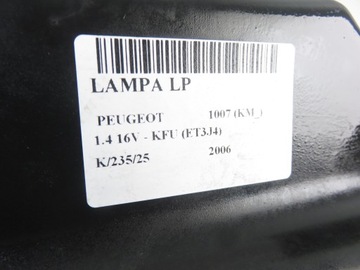 LAMPA LP
PEUGEOT 1007 (KM_)
1.4 16V - KFU (ET3J4)
K/235/25 2006